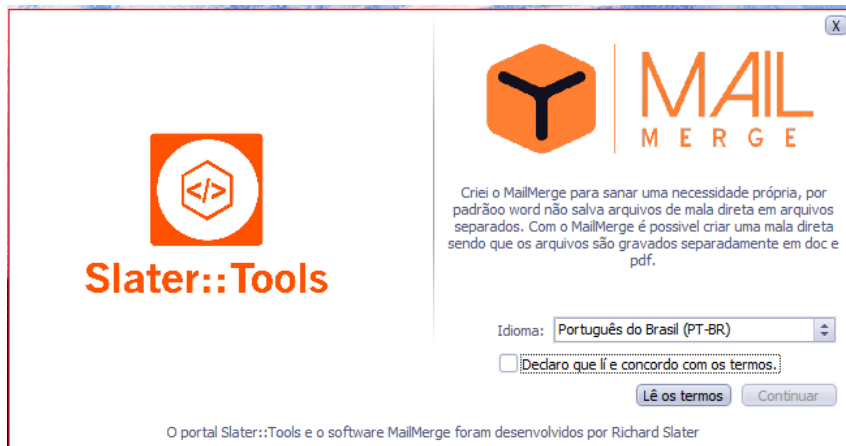 X
MAIL
MERGE
</>
Slater::Tools
Criei o MailMerge para sanar uma necessidade própria, por
padrãoo word não salva arquivos de mala direta em arquivos
separados. Com o MailMerge é possivel criar uma mala direta
sendo que os arquivos são gravados separadamente em doc e
pdf.
Idioma: Português do Brasil (PT-BR)
Declaro que lí e concordo com os termos.
Lê os termos Continuar
O portal Slater::Tools e o software MailMerge foram desenvolvidos por Richard Slater